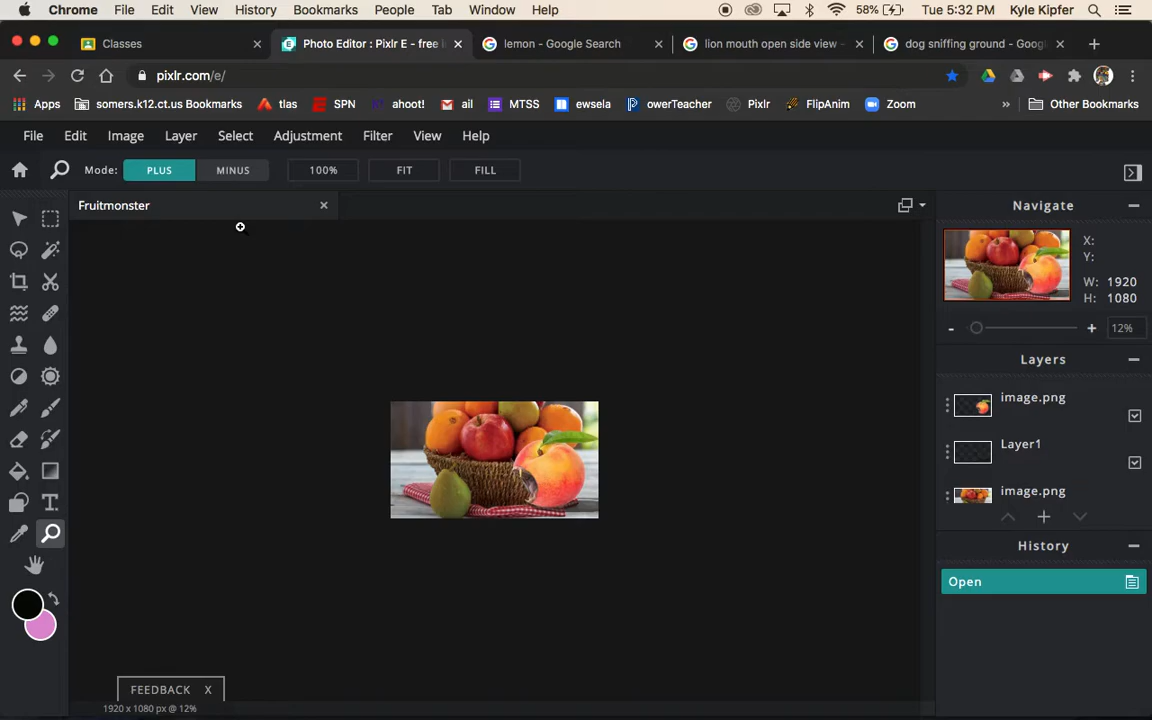 Chrome File Edit View History Bookmarks People Tab Window Help 58% Tue 5:32 PM Kyle Kipfer
Classes Photo Editor : Pixlr E - free lemon - Google Search lion mouth open side view - dog sniffing ground - Goog
pixlr.com/e/
Apps somers.k12.ct.us Bookmarks tlas SPN ahoot! ail MTSS ewsela owerTeacher Pixlr FlipAnim Zoom » Other Bookmarks
File Edit Image Layer Select Adjustment Filter View Help
Mode: PLUS MINUS 100% FIT FILL
Fruitmonster
Navigate
X:
Y:
W: 1920
H: 1080
- + 12%
Layers
image.png
Layer1
image.png
History
Open
FEEDBACK X
1920 x 1080 px @ 12%